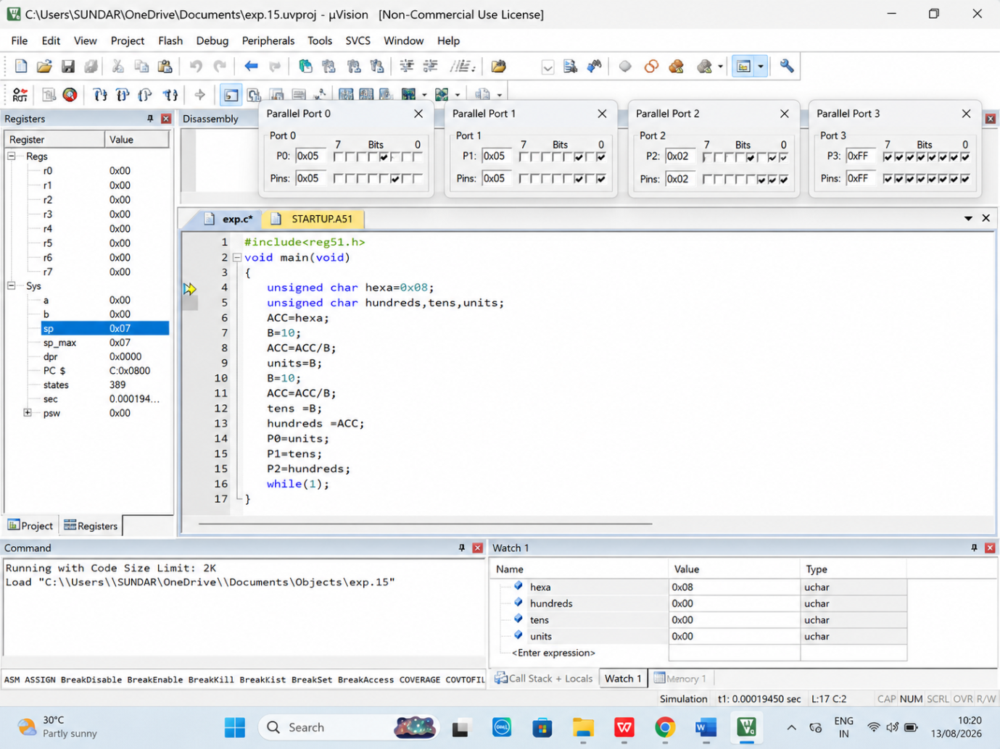 C:\Users\SUNDAR\OneDrive\Documents\exp.15.uvproj - µVision [Non-Commercial Use License]
File Edit View Project Flash Debug Peripherals Tools SVCS Window Help
Registers
Register Value
Regs
r0 0x00
r1 0x00
r2 0x00
r3 0x00
r4 0x00
r5 0x00
r6 0x00
r7 0x00
Sys
a 0x00
b 0x00
sp 0x07
sp_max 0x07
dpr 0x0000
PC $ C:0x0800
states 389
sec 0.000194...
psw 0x00
Project Registers
Disassembly
Parallel Port 0
Port 0
7 Bits 0
P0: 0x05
Pins: 0x05
Parallel Port 1
Port 1
7 Bits 0
P1: 0x05
Pins: 0x05
Parallel Port 2
Port 2
7 Bits 0
P2: 0x02
Pins: 0x02
Parallel Port 3
Port 3
7 Bits 0
P3: 0xFF
Pins: 0xFF
exp.c* STARTUP.A51
1 #include<reg51.h>
2 void main(void)
3 {
4 unsigned char hexa=0x08;
5 unsigned char hundreds,tens,units;
6 ACC=hexa;
7 B=10;
8 ACC=ACC/B;
9 units=B;
10 B=10;
11 ACC=ACC/B;
12 tens =B;
13 hundreds =ACC;
14 P0=units;
15 P1=tens;
15 P2=hundreds;
16 while(1);
17 }
Command
Running with Code Size Limit: 2K
Load "C:\\Users\\SUNDAR\OneDrive\\Documents\Objects\exp.15"
ASM ASSIGN BreakDisable BreakEnable BreakKill BreakKist BreakSet BreakAccess COVERAGE COVTOFIL
Watch 1
Name Value Type
hexa 0x08 uchar
hundreds 0x00 uchar
tens 0x00 uchar
units 0x00 uchar
<Enter expression>
Call Stack + Locals Watch 1 Menory 1
Simulation t1: 0.00019450 sec L:17 C:2 CAP NUM SCRL OVR R/W
30°C
Partly sunny
Search
DELL
ENG
IN
10:20
13/08/2026